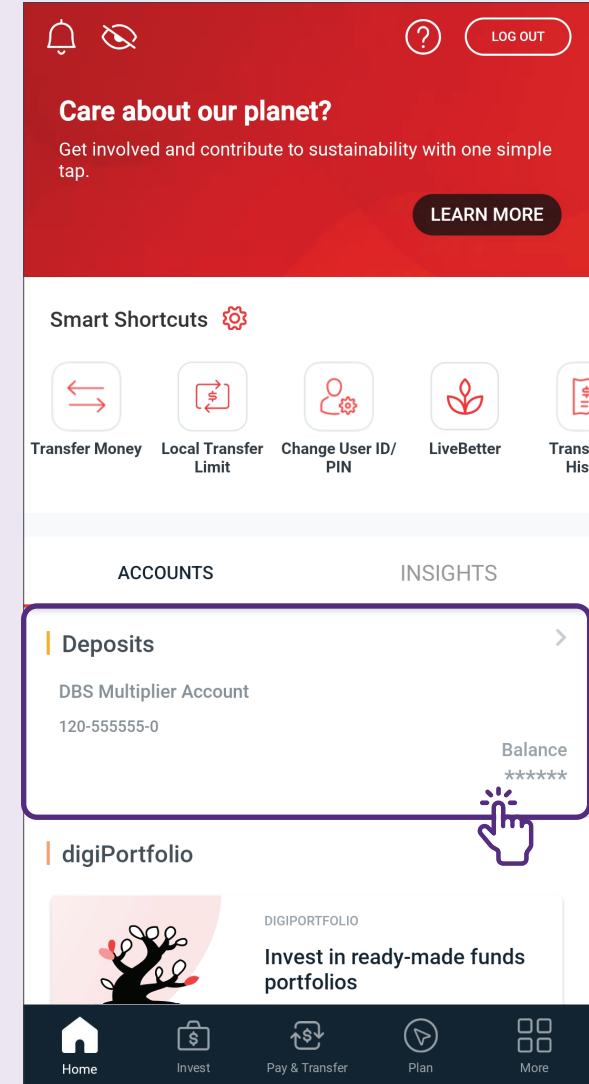 LOG OUT
Care about our planet?
Get involved and contribute to sustainability with one simple
tap.
LEARN MORE
Smart Shortcuts
Transfer Money
Local Transfer
Limit
Change User ID/
PIN
LiveBetter
Trans
His
ACCOUNTS
INSIGHTS
Deposits
DBS Multiplier Account
120-555555-0
Balance
******
digiPortfolio
DIGIPORTFOLIO
Invest in ready-made funds
portfolios
Home
Invest
Pay & Transfer
Plan
More